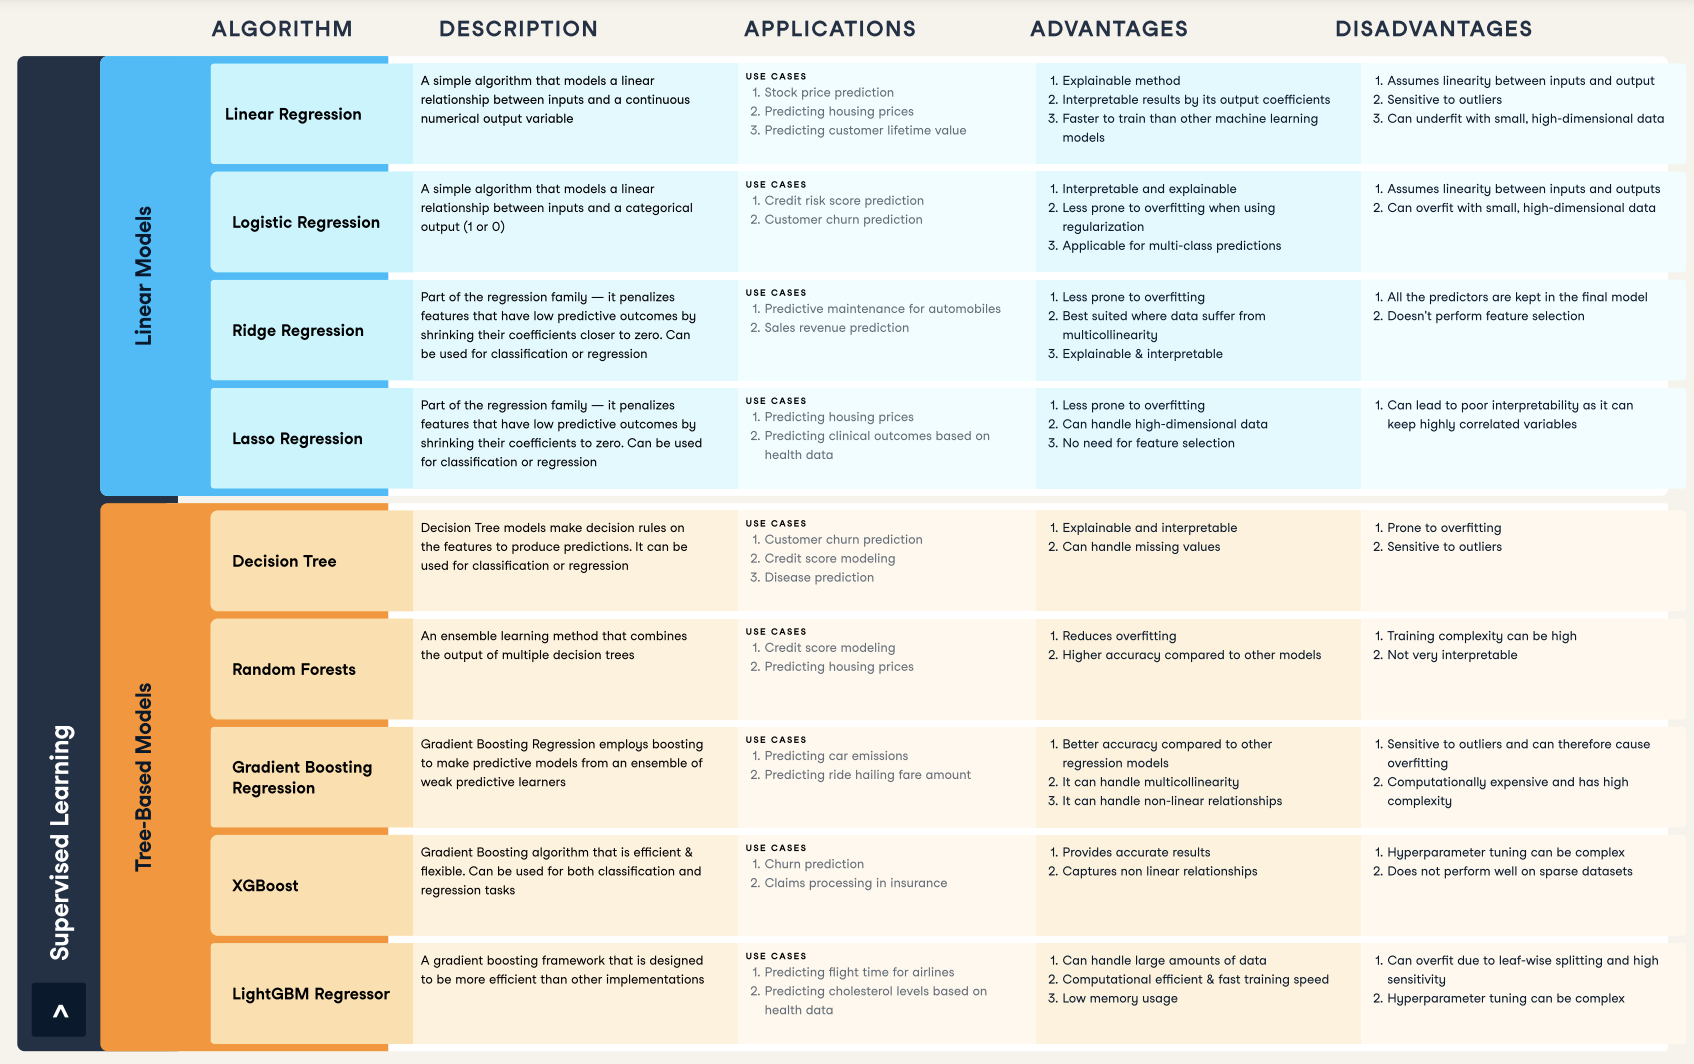 ALGORITHM
DESCRIPTION
APPLICATIONS
ADVANTAGES
DISADVANTAGES
Supervised Learning
Linear Models
Linear Regression
A simple algorithm that models a linear
relationship between inputs and a continuous
numerical output variable
USE CASES
1. Stock price prediction
2. Predicting housing prices
3. Predicting customer lifetime value
1. Explainable method
2. Interpretable results by its output coefficients
3. Faster to train than other machine learning
models
1. Assumes linearity between inputs and output
2. Sensitive to outliers
3. Can underfit with small, high-dimensional data
Logistic Regression
A simple algorithm that models a linear
relationship between inputs and a categorical
output (1 or 0)
USE CASES
1. Credit risk score prediction
2. Customer churn prediction
1. Interpretable and explainable
2. Less prone to overfitting when using
regularization
3. Applicable for multi-class predictions
1. Assumes linearity between inputs and outputs
2. Can overfit with small, high-dimensional data
Ridge Regression
Part of the regression family — it penalizes
features that have low predictive outcomes by
shrinking their coefficients closer to zero. Can
be used for classification or regression
USE CASES
1. Predictive maintenance for automobiles
2. Sales revenue prediction
1. Less prone to overfitting
2. Best suited where data suffer from
multicollinearity
3. Explainable & interpretable
1. All the predictors are kept in the final model
2. Doesn't perform feature selection
Lasso Regression
Part of the regression family — it penalizes
features that have low predictive outcomes by
shrinking their coefficients to zero. Can be used
for classification or regression
USE CASES
1. Predicting housing prices
2. Predicting clinical outcomes based on
health data
1. Less prone to overfitting
2. Can handle high-dimensional data
3. No need for feature selection
1. Can lead to poor interpretability as it can
keep highly correlated variables
Tree-Based Models
Decision Tree
Decision Tree models make decision rules on
the features to produce predictions. It can be
used for classification or regression
USE CASES
1. Customer churn prediction
2. Credit score modeling
3. Disease prediction
1. Explainable and interpretable
2. Can handle missing values
1. Prone to overfitting
2. Sensitive to outliers
Random Forests
An ensemble learning method that combines
the output of multiple decision trees
USE CASES
1. Credit score modeling
2. Predicting housing prices
1. Reduces overfitting
2. Higher accuracy compared to other models
1. Training complexity can be high
2. Not very interpretable
Gradient Boosting
Regression
Gradient Boosting Regression employs boosting
to make predictive models from an ensemble of
weak predictive learners
USE CASES
1. Predicting car emissions
2. Predicting ride hailing fare amount
1. Better accuracy compared to other
regression models
2. It can handle multicollinearity
3. It can handle non-linear relationships
1. Sensitive to outliers and can therefore cause
overfitting
2. Computationally expensive and has high
complexity
XGBoost
Gradient Boosting algorithm that is efficient &
flexible. Can be used for both classification and
regression tasks
USE CASES
1. Churn prediction
2. Claims processing in insurance
1. Provides accurate results
2. Captures non linear relationships
1. Hyperparameter tuning can be complex
2. Does not perform well on sparse datasets
LightGBM Regressor
A gradient boosting framework that is designed
to be more efficient than other implementations
USE CASES
1. Predicting flight time for airlines
2. Predicting cholesterol levels based on
health data
1. Can handle large amounts of data
2. Computational efficient & fast training speed
3. Low memory usage
1. Can overfit due to leaf-wise splitting and high
sensitivity
2. Hyperparameter tuning can be complex